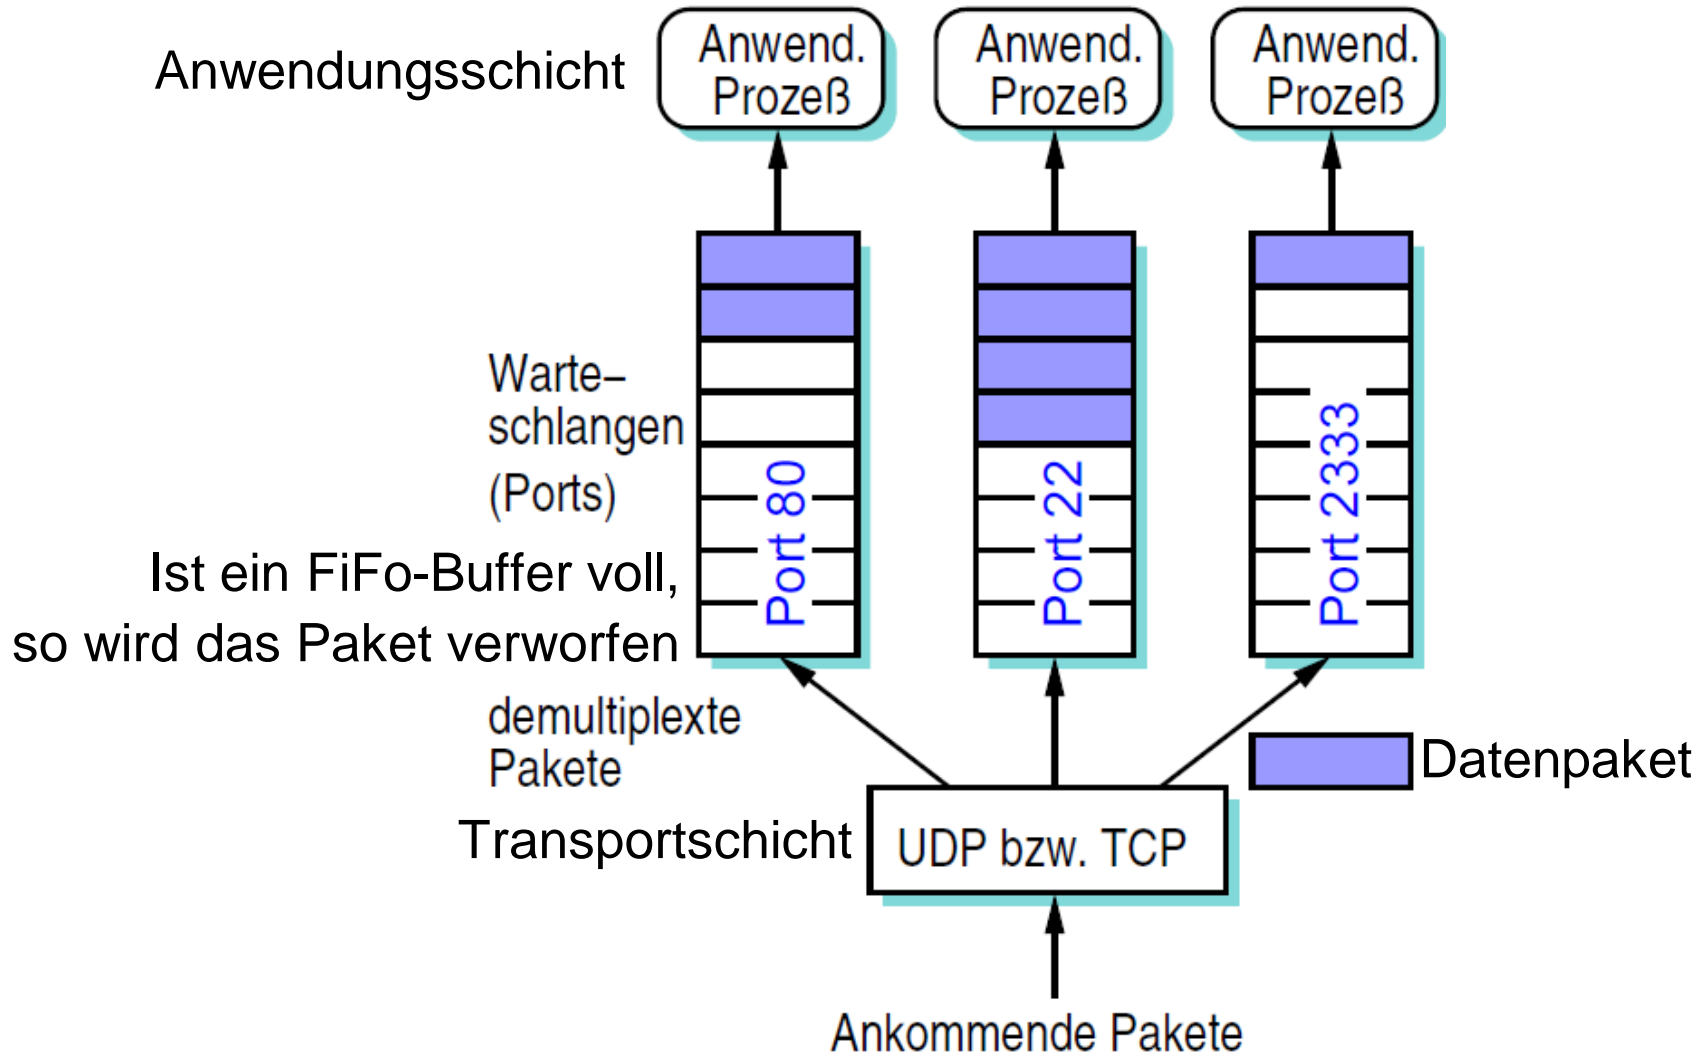 Anwendungsschicht
Anwend.
Prozeß
Anwend.
Prozeß
Anwend.
Prozeß
Warte–
schlangen
(Ports)
Port 80
Port 22
Port 2333
Ist ein FiFo-Buffer voll,
so wird das Paket verworfen
demultiplexte
Pakete
Datenpaket
Transportschicht
UDP bzw. TCP
Ankommende Pakete